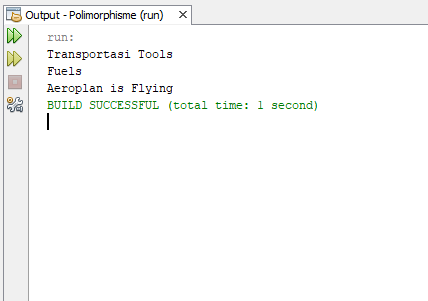 Output - Polimorphisme (run)
run:
Transportasi Tools
Fuels
Aeroplan is Flying
BUILD SUCCESSFUL (total time: 1 second)